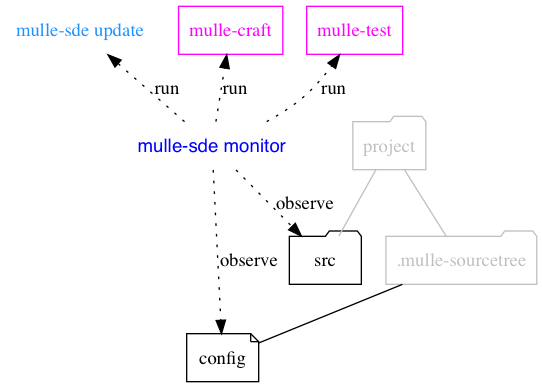 mulle-sde update
mulle-craft
mulle-test
run
run
run
mulle-sde monitor
project
observe
observe
src
.mulle-sourcetree
config